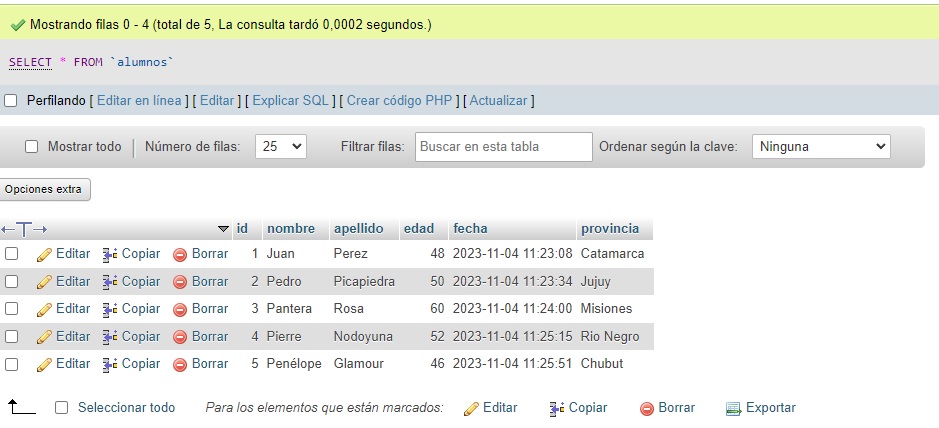 Mostrando filas 0 - 4 (total de 5, La consulta tardó 0,0002 segundos.)
SELECT * FROM `alumnos`
Perfilando [ Editar en línea ] [ Editar ] [ Explicar SQL ] [ Crear código PHP ] [ Actualizar ]
Mostrar todo | Número de filas: 25 Filtrar filas: Buscar en esta tabla Ordenar según la clave: Ninguna
Opciones extra
id nombre apellido edad fecha provincia
Editar Copiar Borrar 1 Juan Perez 48 2023-11-04 11:23:08 Catamarca
Editar Copiar Borrar 2 Pedro Picapiedra 50 2023-11-04 11:23:34 Jujuy
Editar Copiar Borrar 3 Pantera Rosa 60 2023-11-04 11:24:00 Misiones
Editar Copiar Borrar 4 Pierre Nodoyuna 52 2023-11-04 11:25:15 Rio Negro
Editar Copiar Borrar 5 Penélope Glamour 46 2023-11-04 11:25:51 Chubut
Seleccionar todo Para los elementos que están marcados: Editar Copiar Borrar Exportar